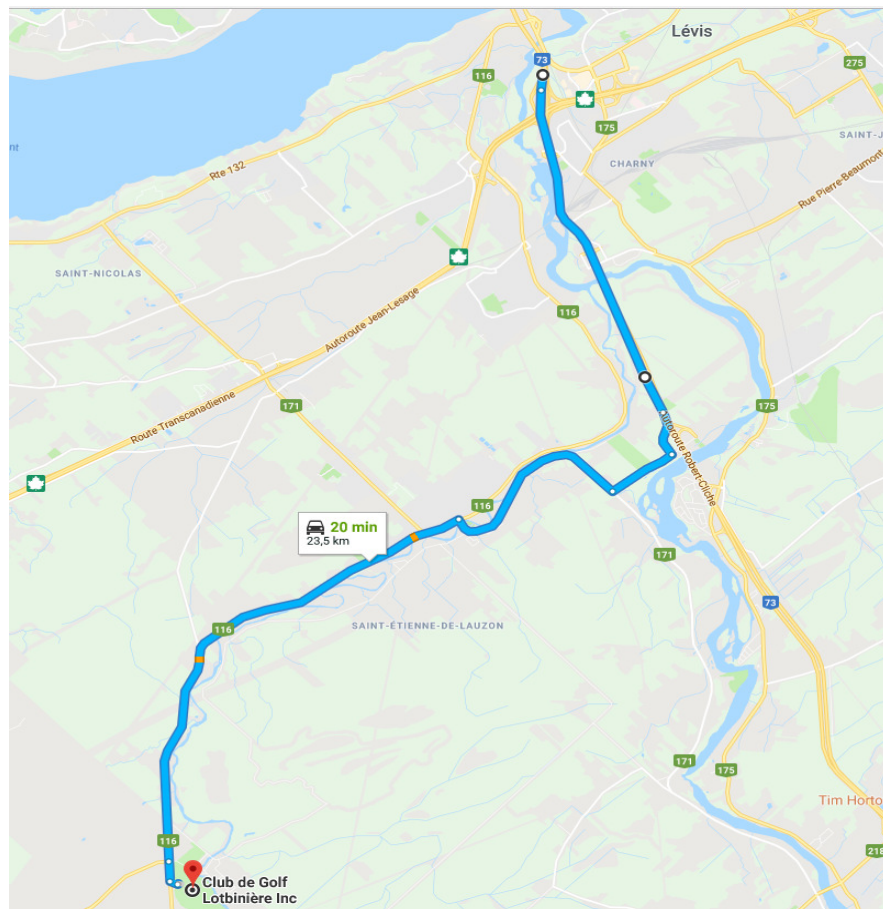 Lévis
73
116
275
175
SAINT-J
CHARNY
Rte 132
Rue Pierre-Beaumont
SAINT-NICOLAS
Autoroute Jean-Lesage
116
Route Transcanadienne
171
175
Autoroute Robert-Cliche
116
20 min
23,5 km
171
73
116
SAINT-ÉTIENNE-DE-LAUZON
171
175
Tim Horto
116
218
Club de Golf
Lotbinière Inc